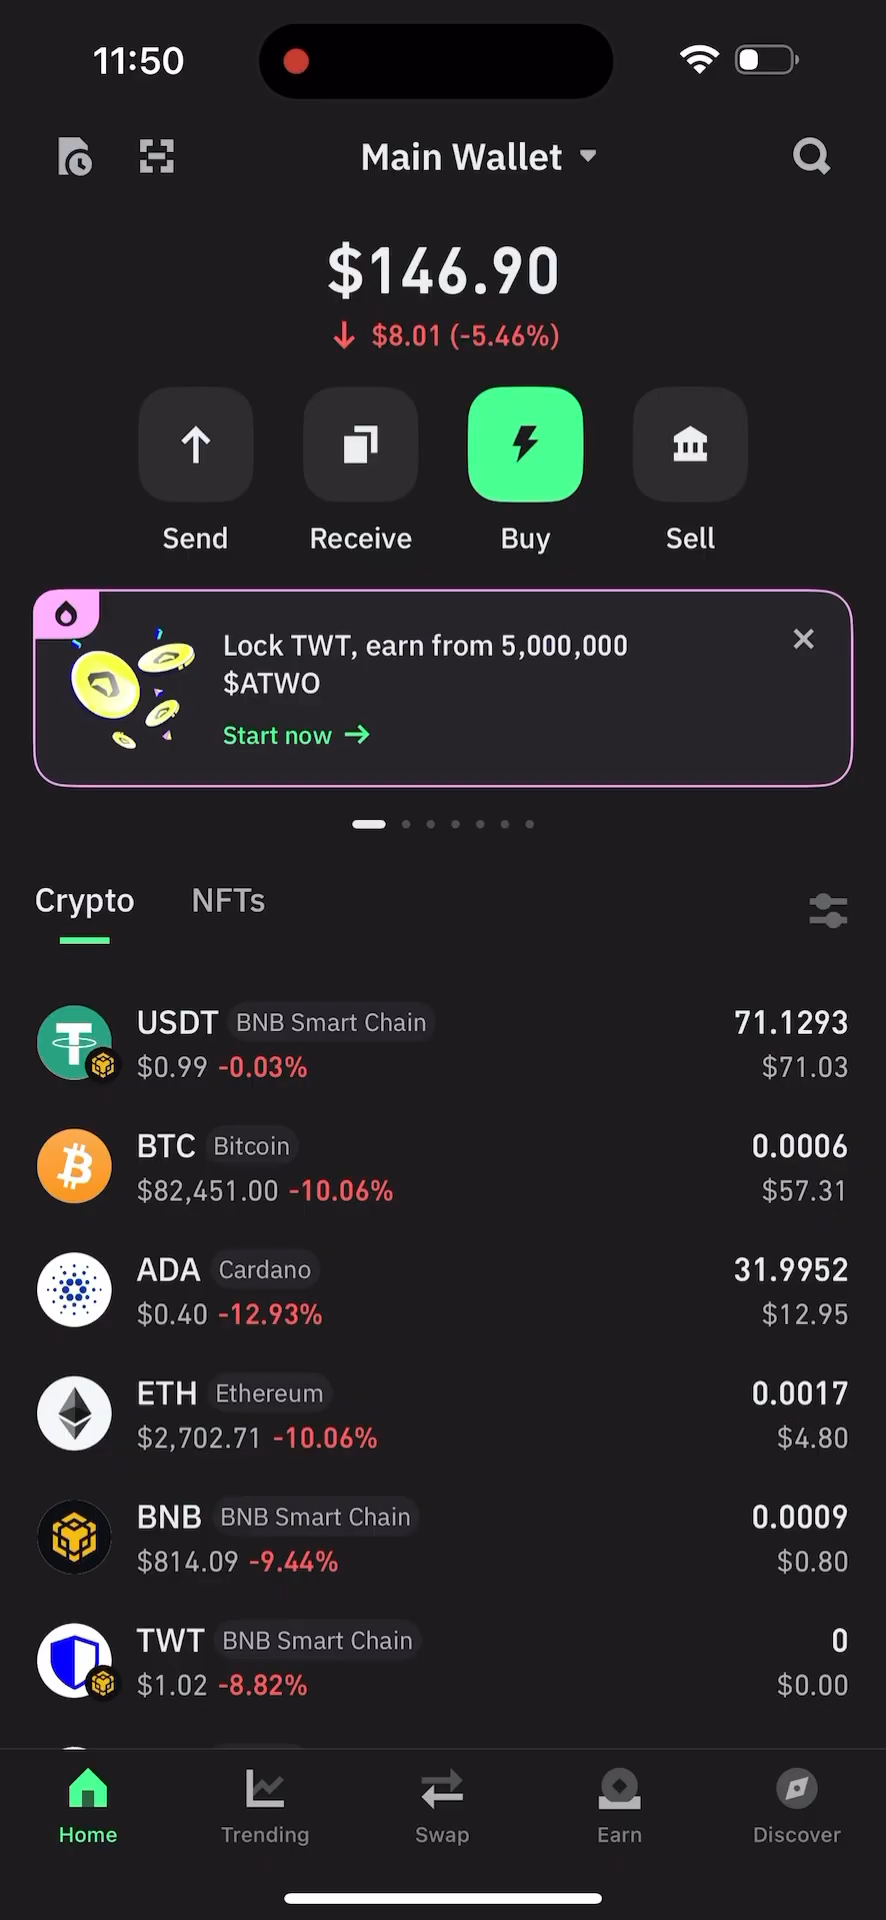 11:50
Main Wallet
$146.90
↓ $8.01 (-5.46%)
Send Receive Buy Sell
Lock TWT, earn from 5,000,000
$ATWO
Start now →
Crypto NFTs
USDT BNB Smart Chain 71.1293
$0.99 -0.03% $71.03
BTC Bitcoin 0.0006
$82,451.00 -10.06% $57.31
ADA Cardano 31.9952
$0.40 -12.93% $12.95
ETH Ethereum 0.0017
$2,702.71 -10.06% $4.80
BNB BNB Smart Chain 0.0009
$814.09 -9.44% $0.80
TWT BNB Smart Chain 0
$1.02 -8.82% $0.00
Home Trending Swap Earn Discover